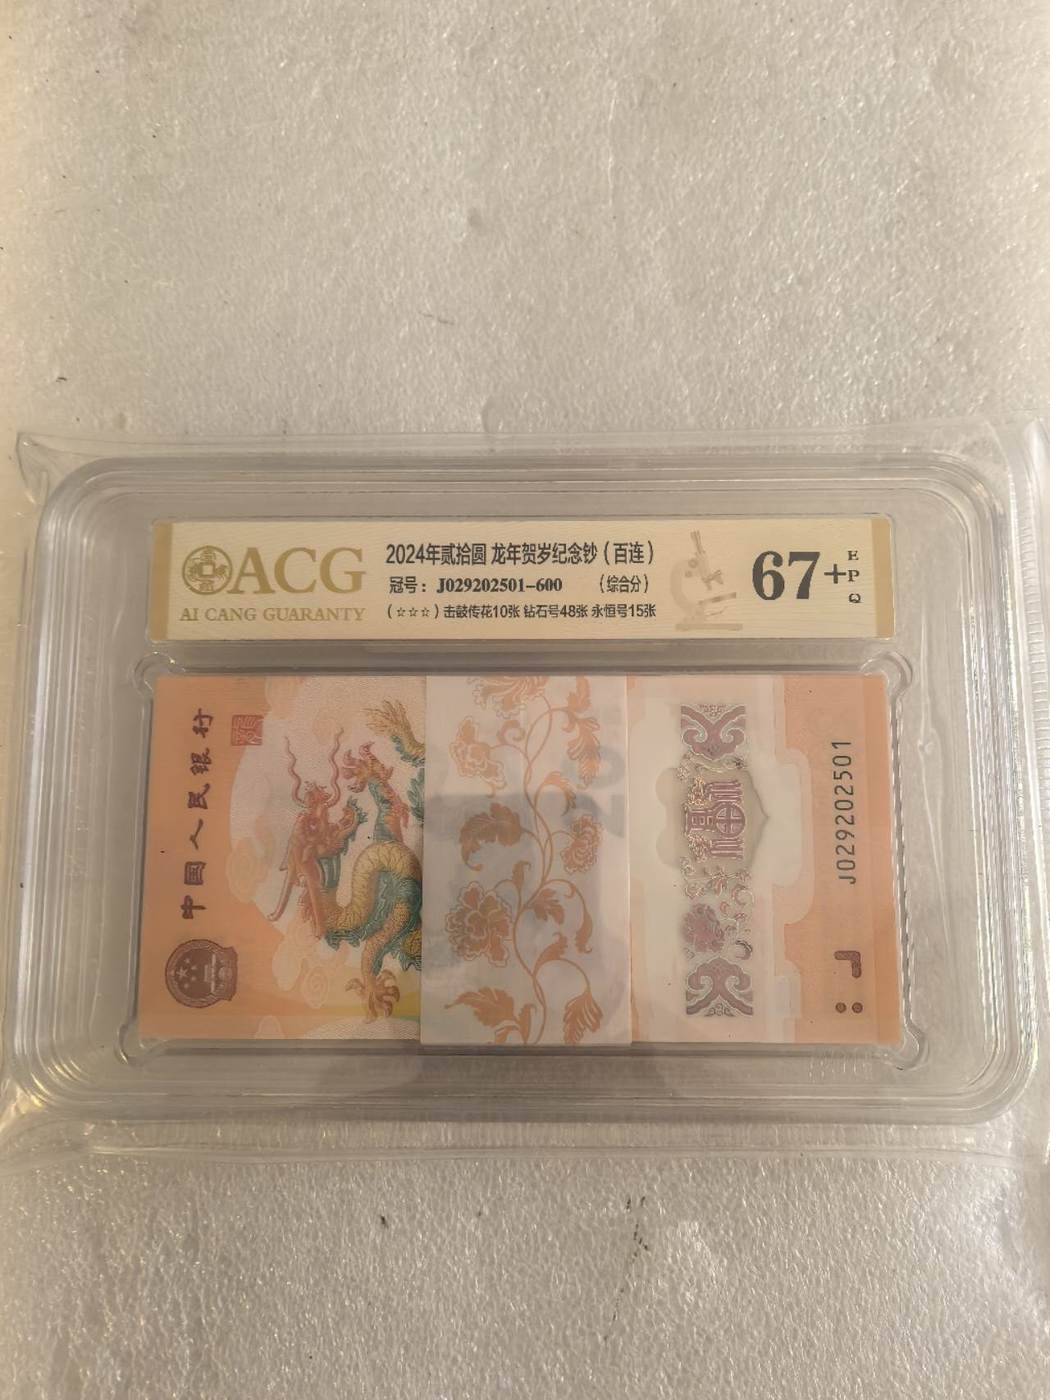 ACG
AI CANG GUARANTY
2024年贰拾圆 龙年贺岁纪念钞（百连）
冠号：J029202501-600 （综合分）
（☆☆☆）击鼓传花10张 钻石号48张 永恒号15张
67+
EPQ
中国人民银行
福
J029202501